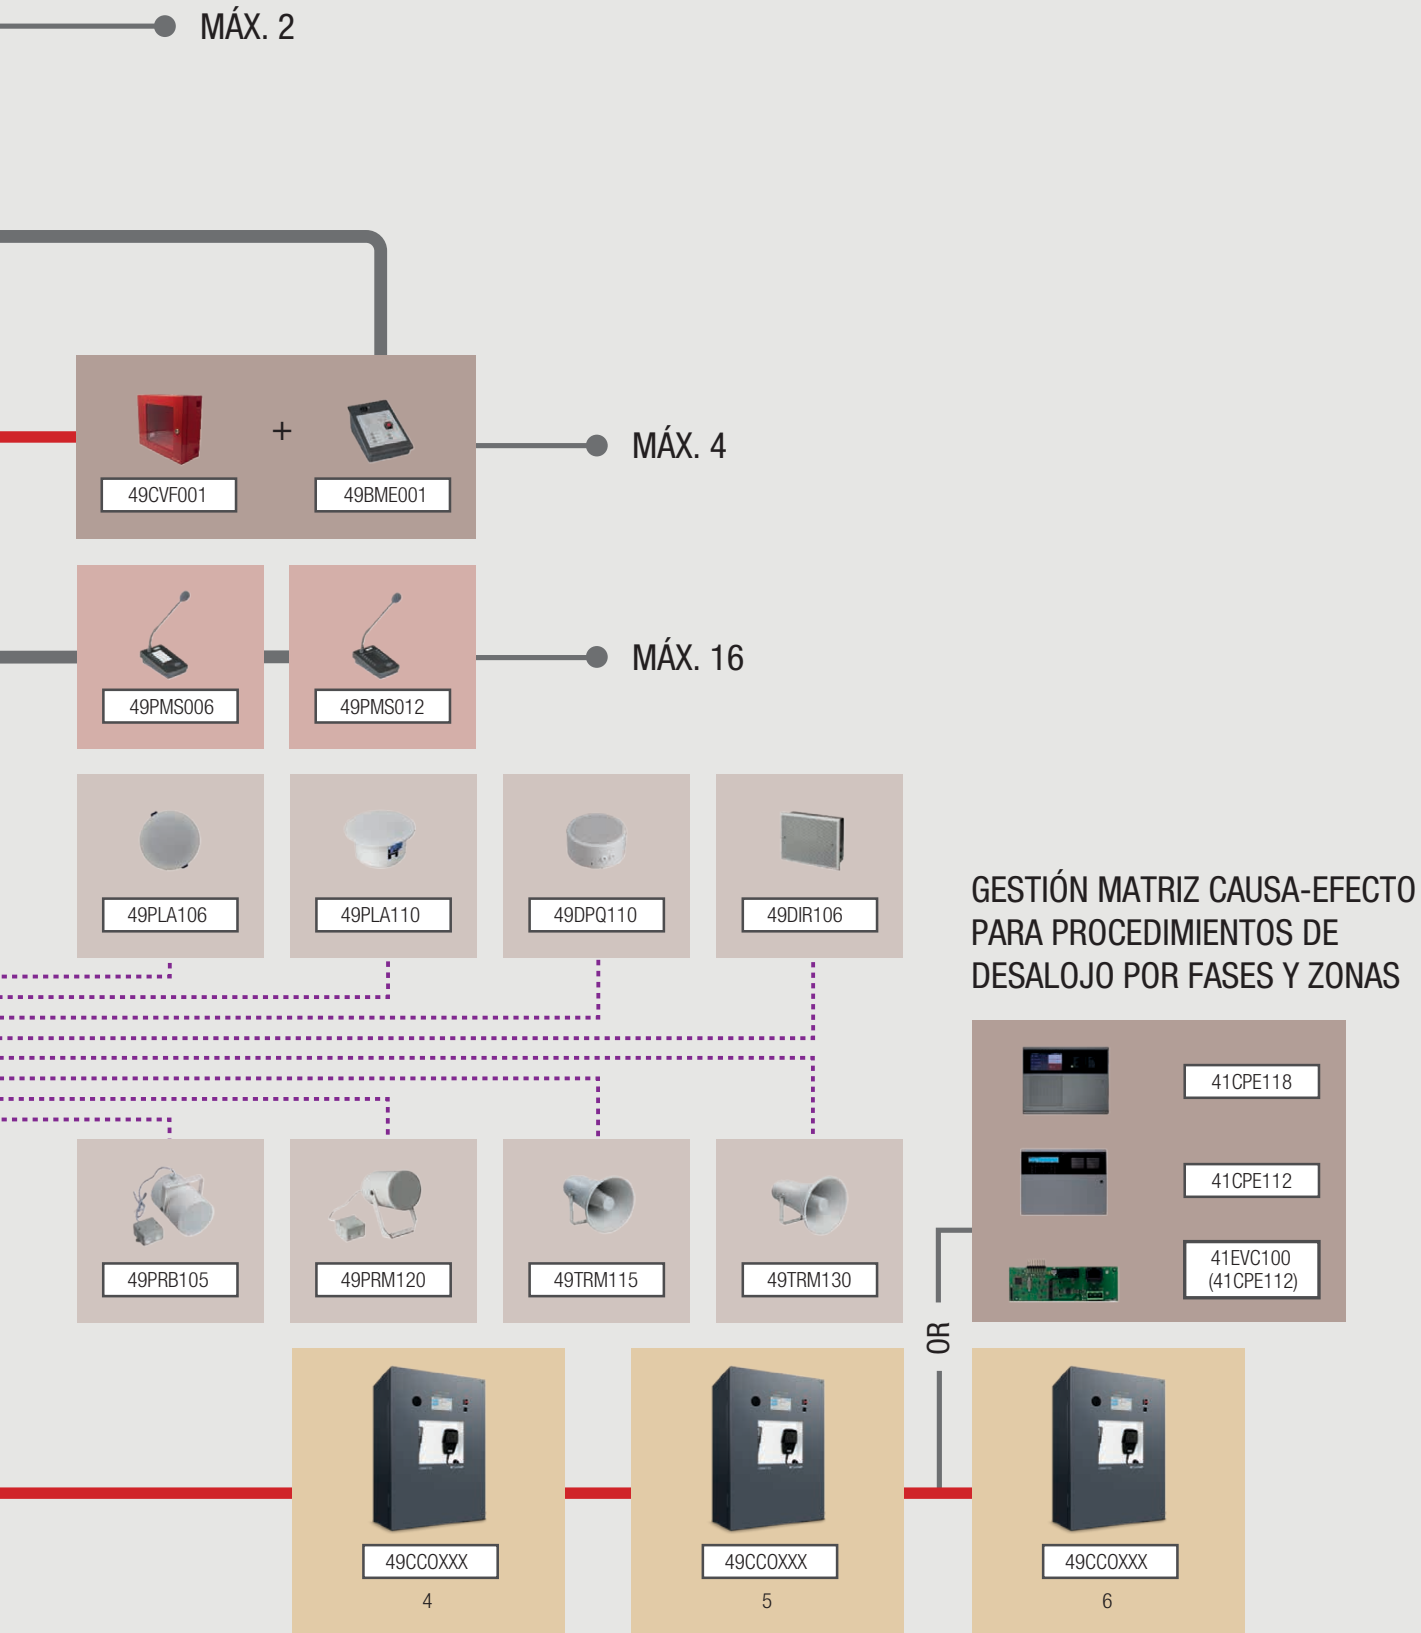 MÁX. 2
+
49CVF001
49BME001
MÁX. 4
49PMS006
49PMS012
MÁX. 16
49PLA106
49PLA110
49DPQ110
49DIR106
GESTIÓN MATRIZ CAUSA-EFECTO
PARA PROCEDIMIENTOS DE
DESALOJO POR FASES Y ZONAS
41CPE118
41CPE112
41EVC100
(41CPE112)
49PRB105
49PRM120
49TRM115
49TRM130
OR
49CCOXXX
49CCOXXX
49CCOXXX
4
5
6